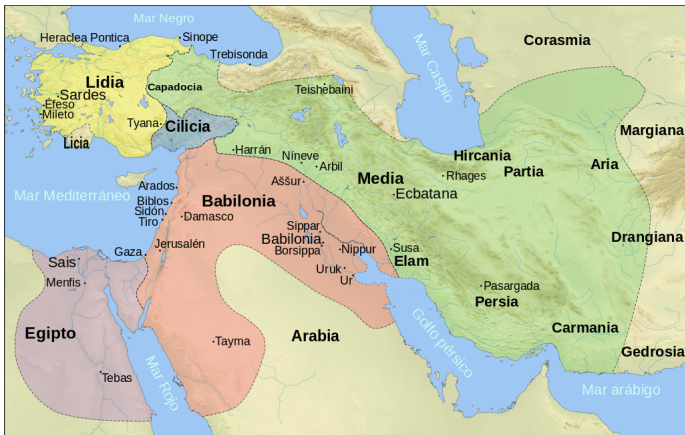 Mar Negro
Heraclea Pontica
Sinope
Trebisonda
Mar Caspio
Corasmia
Lidia
Sardes
Éfeso
Mileto
Licia
Capadocia
Tyana
Cilicia
Teishebaini
Margiana
Harrán
Níneve
Arbil
Aššur
Media
Ecbatana
Hircania
Rhages
Partia
Aria
Mar Mediterráneo
Arados
Biblos
Sidón
Tiro
Damasco
Babilonia
Sippar
Babilonia
Borsippa
Nippur
Uruk
Ur
Susa
Elam
Drangiana
Gaza
Jerusalén
Sais
Menfis
Egipto
Tebas
Mar Rojo
Tayma
Arabia
Golfo pérsico
Pasargada
Persia
Carmania
Gedrosia
Mar arábigo